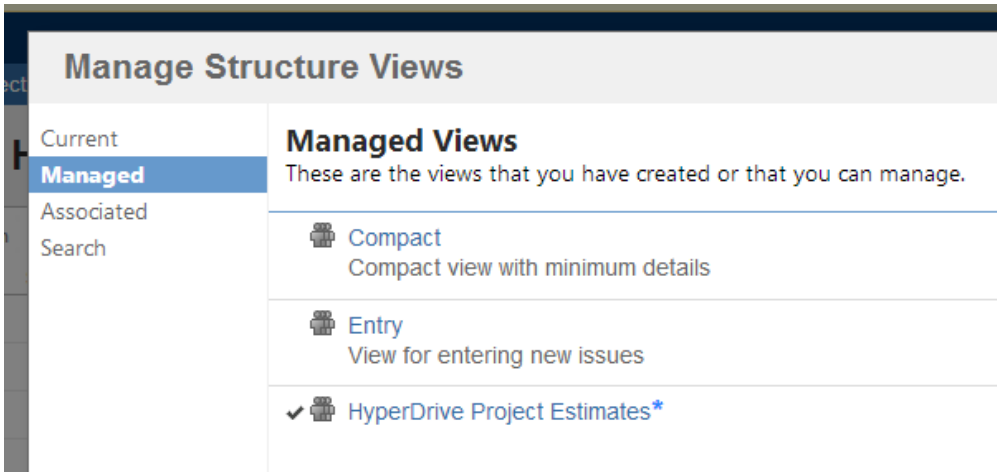 Manage Structure Views
ect
H
Current
Managed
Associated
Search
Managed Views
These are the views that you have created or that you can manage.
Compact
Compact view with minimum details
Entry
View for entering new issues
HyperDrive Project Estimates*